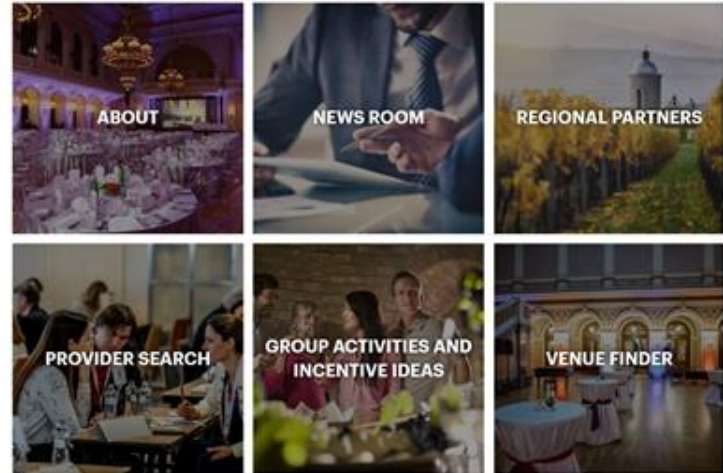 ABOUT
NEWS ROOM
REGIONAL PARTNERS
PROVIDER SEARCH
GROUP ACTIVITIES AND
INCENTIVE IDEAS
VENUE FINDER